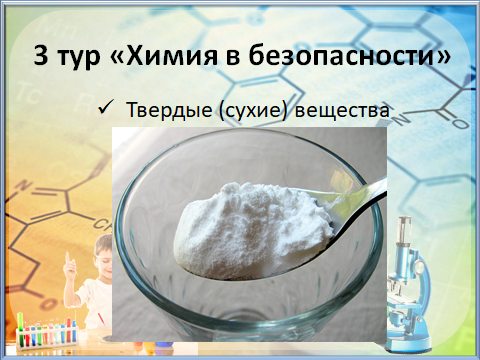 3 тур «Химия в безопасности»
✓ Твердые (сухие) вещества